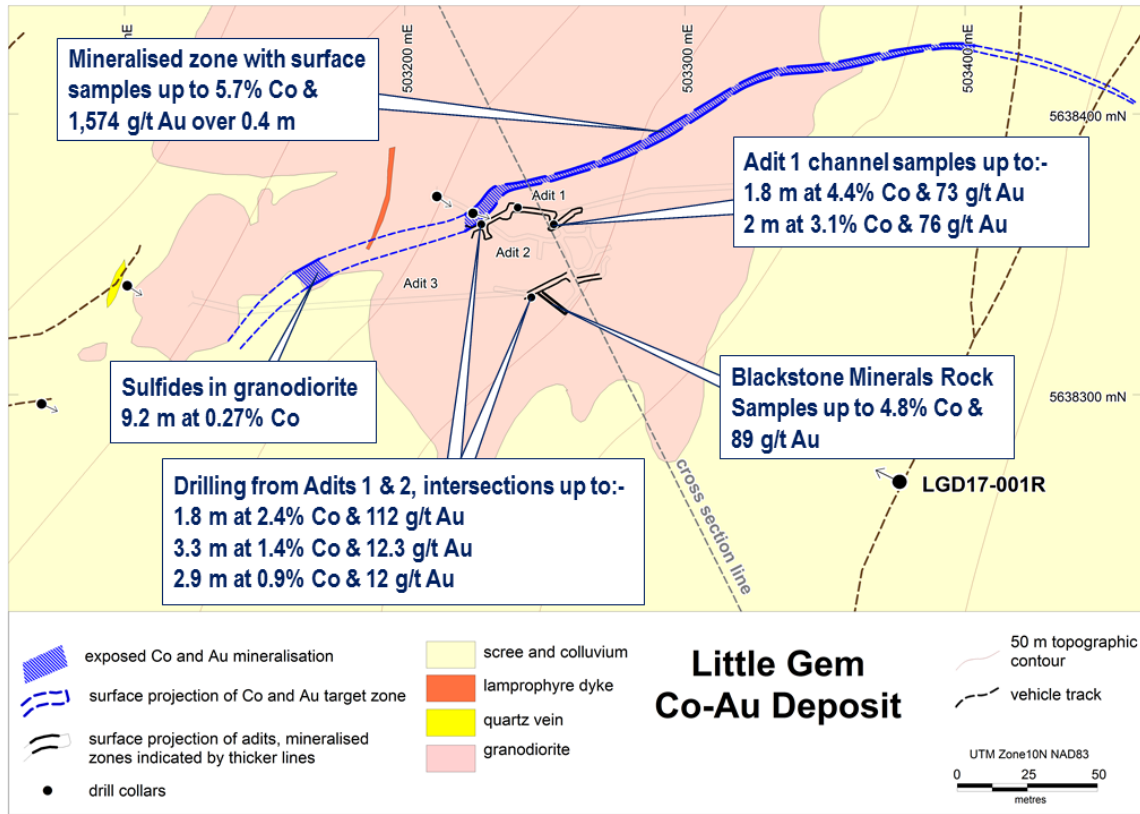 503200 mE
503300 mE
503400 mE
mE
Mineralised zone with surface
samples up to 5.7% Co &
1,574 g/t Au over 0.4 m
5638400 mN
Adit 1 channel samples up to:-
1.8 m at 4.4% Co & 73 g/t Au
2 m at 3.1% Co & 76 g/t Au
Adit 1
Adit 2
Adit 3
Sulfides in granodiorite
9.2 m at 0.27% Co
Blackstone Minerals Rock
Samples up to 4.8% Co &
89 g/t Au
5638300 mN
Drilling from Adits 1 & 2, intersections up to:-
1.8 m at 2.4% Co & 112 g/t Au
3.3 m at 1.4% Co & 12.3 g/t Au
2.9 m at 0.9% Co & 12 g/t Au
cross section line
LGD17-001R
exposed Co and Au mineralisation
surface projection of Co and Au target zone
surface projection of adits, mineralised
zones indicated by thicker lines
drill collars
scree and colluvium
lamprophyre dyke
quartz vein
granodiorite
Little Gem
Co-Au Deposit
50 m topographic
contour
vehicle track
UTM Zone10N NAD83
0 25 50
metres